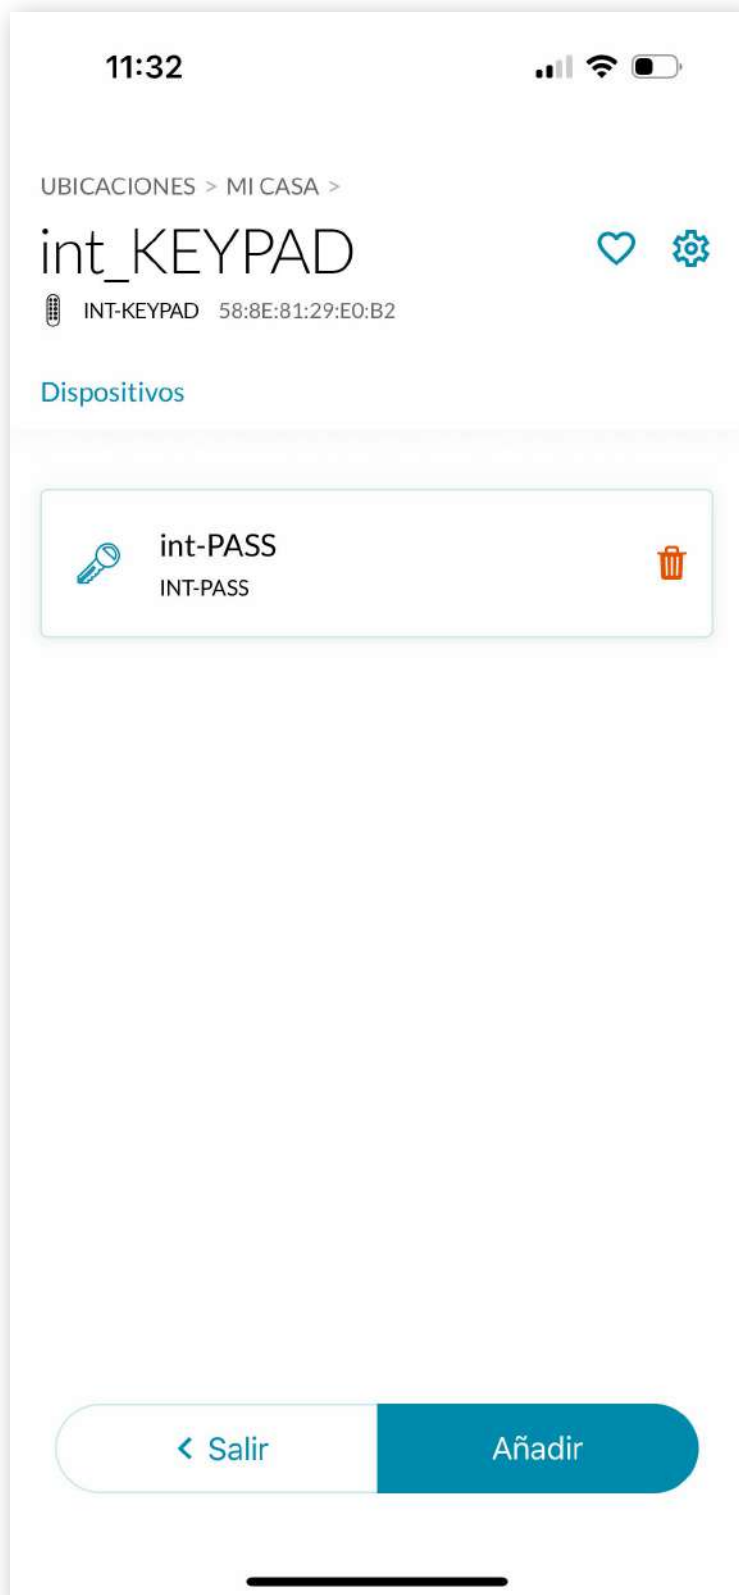 11:32
UBICACIONES > MI CASA >
int_KEYPAD
INT-KEYPAD 58:8E:81:29:E0:B2
Dispositivos
int-PASS
INT-PASS
< Salir
Añadir